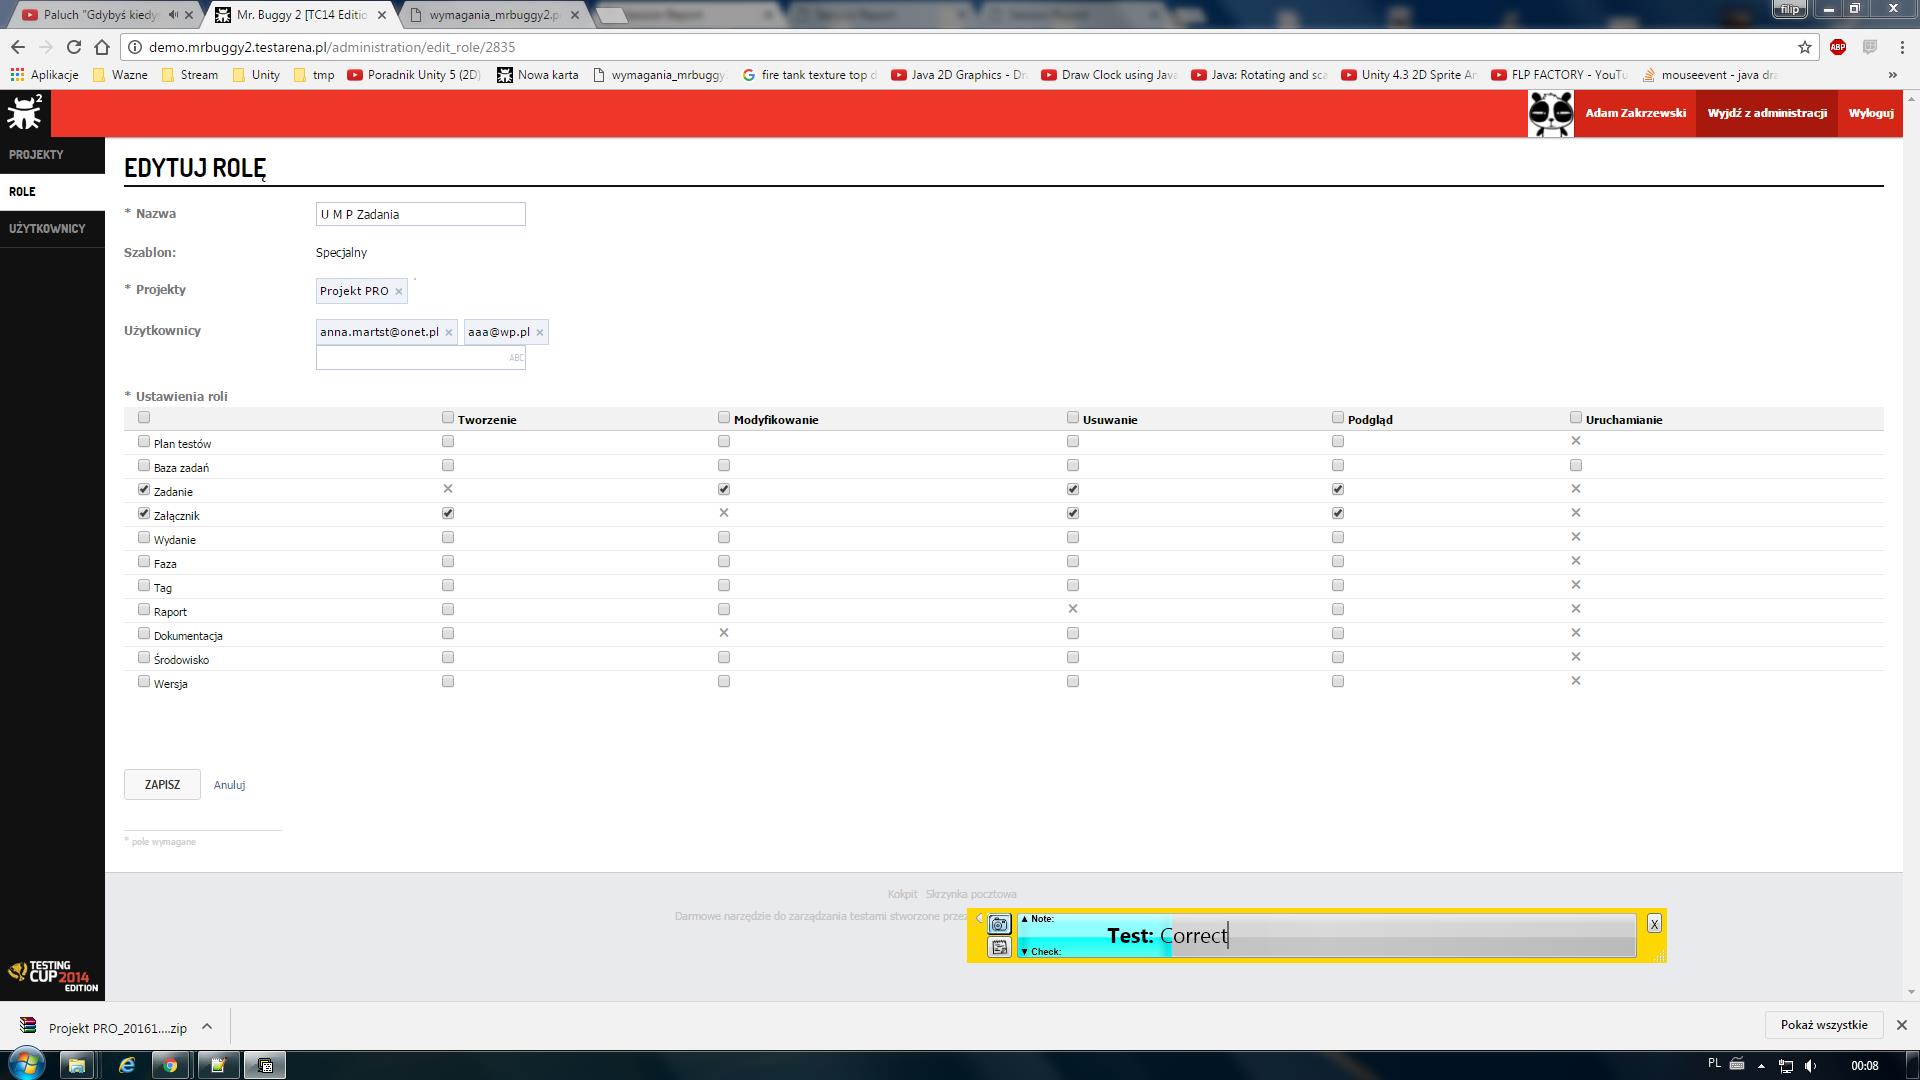 Paluch "Gdybyś kiedy
Mr. Buggy 2 [TC14 Editio
wymagania_mrbuggy2.p
filip
demo.mrbuggy2.testarena.pl/administration/edit_role/2835
ABP
Aplikacje
Wazne
Stream
Unity
tmp
Poradnik Unity 5 (2D)
Nowa karta
wymagania_mrbuggy
fire tank texture top d
Java 2D Graphics - Dr
Draw Clock using Java
Java: Rotating and sca
Unity 4.3 2D Sprite An
FLP FACTORY - YouTu
mouseevent - java dra
»
2
Adam Zakrzewski
Wyjdź z administracji
Wyloguj
PROJEKTY
ROLE
UŻYTKOWNICY
EDYTUJ ROLĘ
* Nazwa
U M P Zadania
Szablon:
Specjalny
* Projekty
Projekt PRO ×
Użytkownicy
anna.martst@onet.pl ×
aaa@wp.pl ×
ABC
* Ustawienia roli
Tworzenie
Modyfikowanie
Usuwanie
Podgląd
Uruchamianie
Plan testów
Baza zadań
Zadanie
Załącznik
Wydanie
Faza
Tag
Raport
Dokumentacja
Środowisko
Wersja
ZAPISZ
Anuluj
* pole wymagane
Kokpit Skrzynka pocztowa
Darmowe narzędzie do zarządzania testami stworzone przez
▲ Note:
Test: Correct
▼ Check:
X
TESTING
CUP 2014
EDITION
Projekt PRO_20161....zip
Pokaż wszystkie
PL
00:08